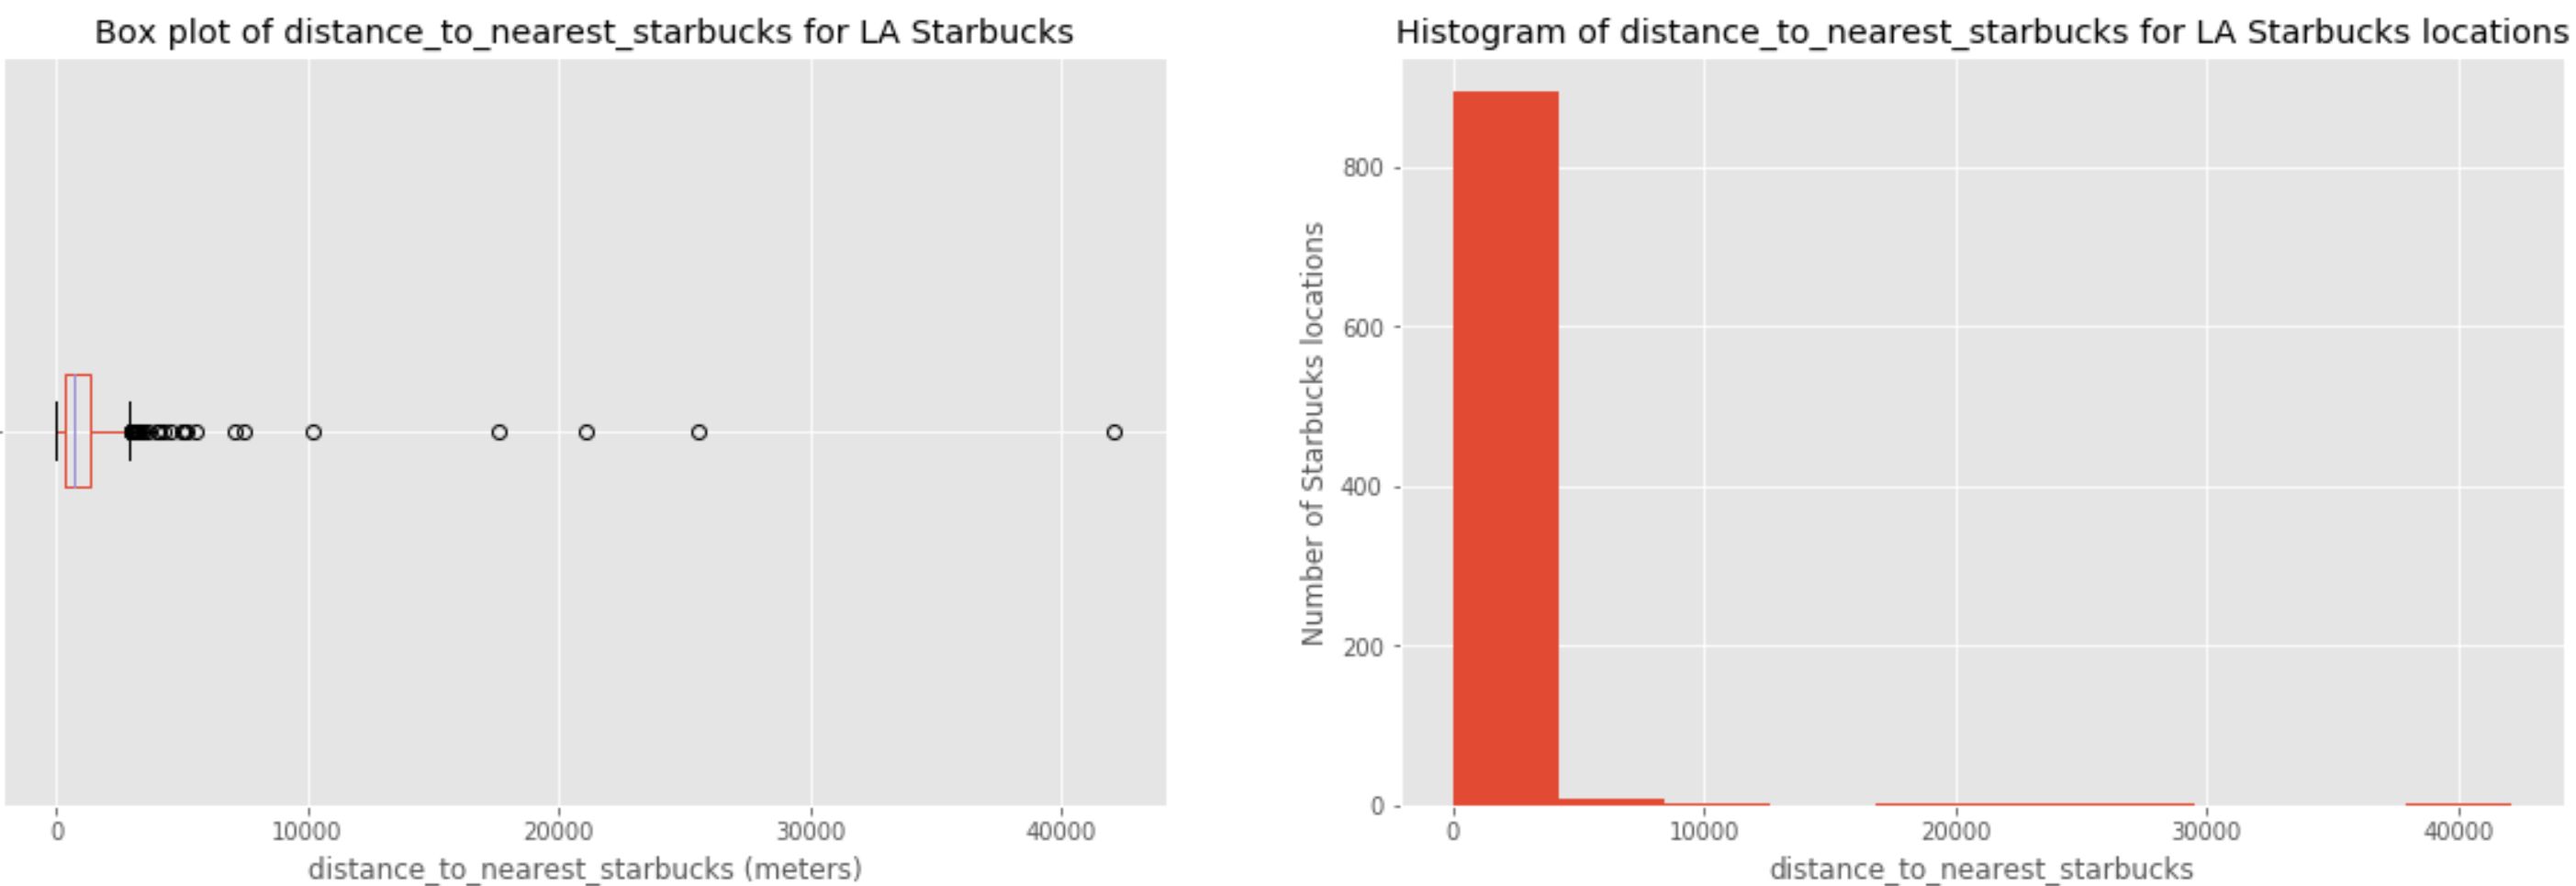 Box plot of distance_to_nearest_starbucks for LA Starbucks
0 10000 20000 30000 40000
distance_to_nearest_starbucks (meters)
Histogram of distance_to_nearest_starbucks for LA Starbucks locations
Number of Starbucks locations
800
600
400
200
0
0 10000 20000 30000 40000
distance_to_nearest_starbucks